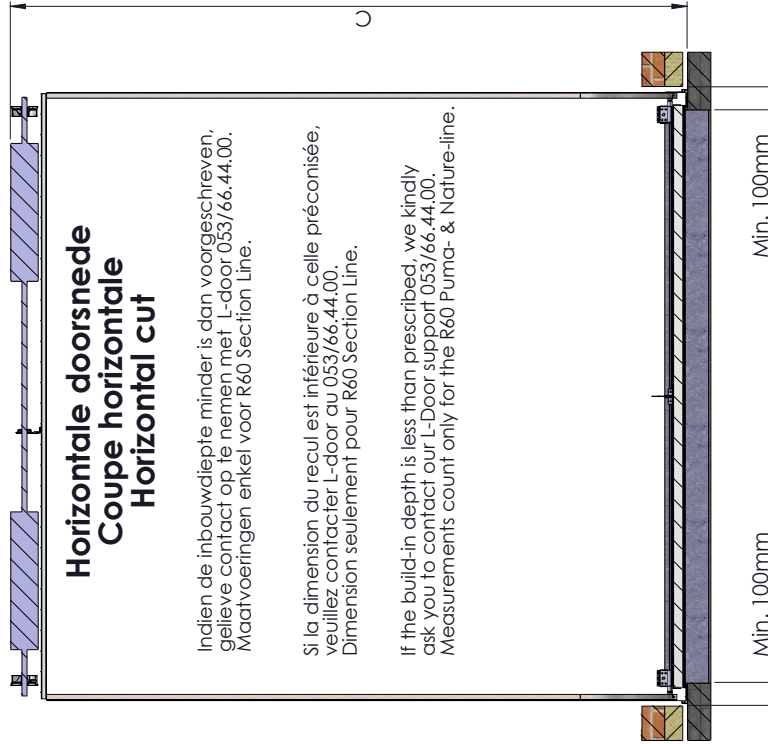 Horizontale doorsnede
Coupe horizontale
Horizontal cut
Indien de inbouwdiepte minder is dan voorgeschreven,
gelieve contact op te nemen met L-door 053/66.44.00.
Maatvoeringen enkel voor R60 Section Line.
Si la dimension du recul est inférieure à celle préconisée,
veuillez contacter L-door au 053/66.44.00.
Dimension seulement pour R60 Section Line.
If the build-in depth is less than prescribed, we kindly
ask you to contact our L-Door support 053/66.44.00.
Measurements count only for the R60 Puma- & Nature-line.
C
Min. 100mm
Min. 100mm